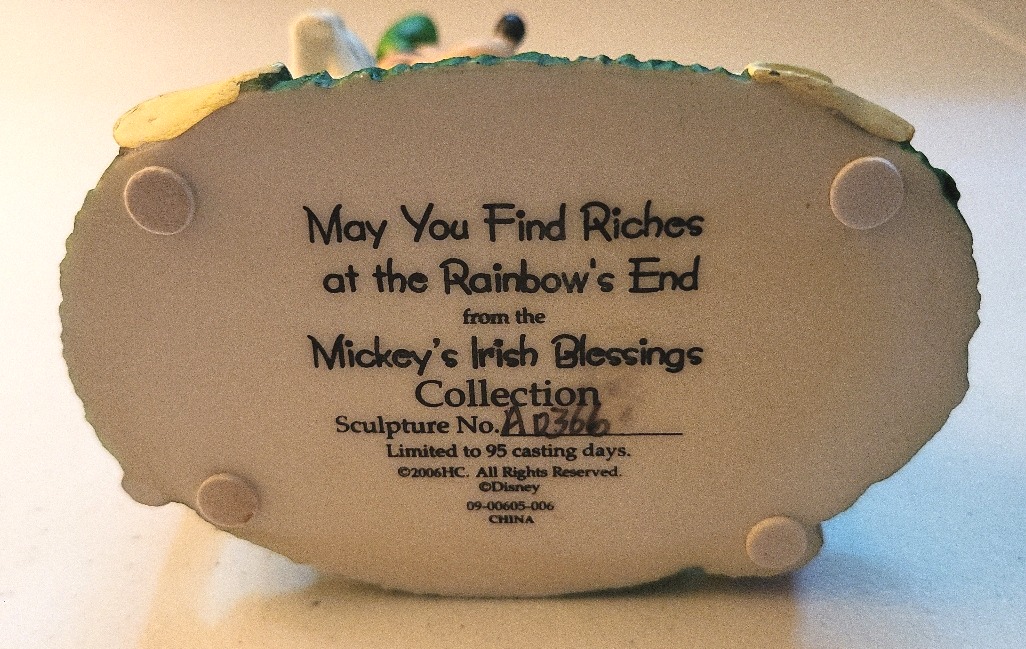 May You Find Riches
at the Rainbow's End
from the
Mickey's Irish Blessings
Collection
Sculpture No. A0366
Limited to 95 casting days.
©2006HC. All Rights Reserved.
©Disney
09-00605-006
CHINA